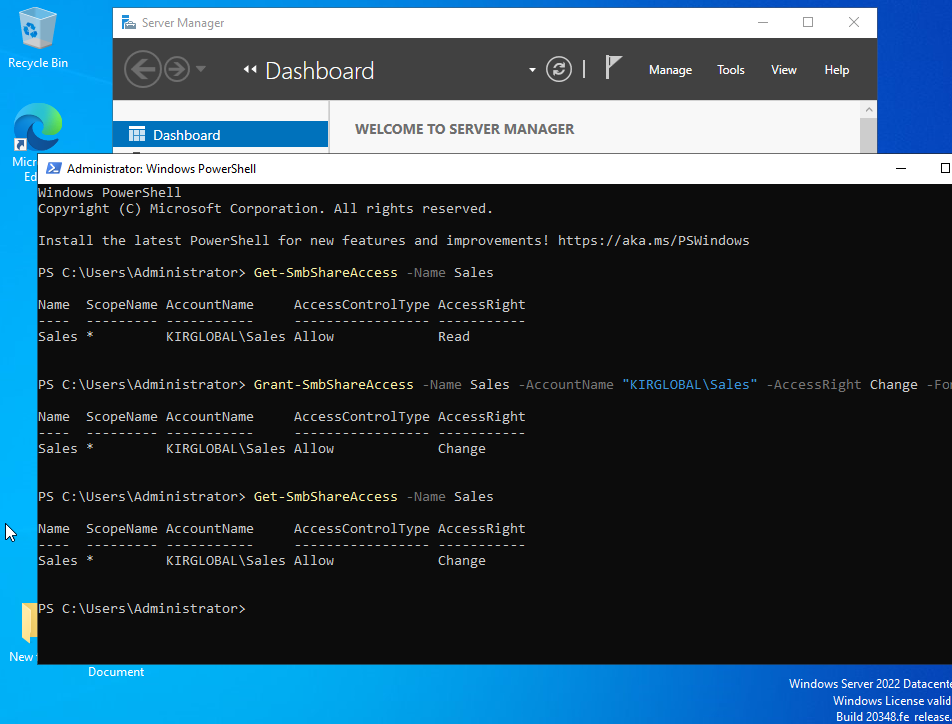 Recycle Bin
Server Manager
Dashboard
Manage
Tools
View
Help
Dashboard
WELCOME TO SERVER MANAGER
Administrator: Windows PowerShell
Windows PowerShell
Copyright (C) Microsoft Corporation. All rights reserved.
Install the latest PowerShell for new features and improvements! https://aka.ms/PSWindows
PS C:\Users\Administrator> Get-SmbShareAccess -Name Sales
Name ScopeName AccountName AccessControlType AccessRight
---- --------- ----------- ----------------- -----------
Sales * KIRGLOBAL\Sales Allow Read
PS C:\Users\Administrator> Grant-SmbShareAccess -Name Sales -AccountName "KIRGLOBAL\Sales" -AccessRight Change -For
Name ScopeName AccountName AccessControlType AccessRight
---- --------- ----------- ----------------- -----------
Sales * KIRGLOBAL\Sales Allow Change
PS C:\Users\Administrator> Get-SmbShareAccess -Name Sales
Name ScopeName AccountName AccessControlType AccessRight
---- --------- ----------- ----------------- -----------
Sales * KIRGLOBAL\Sales Allow Change
PS C:\Users\Administrator>
New
Document
Windows Server 2022 Datacente
Windows License valid
Build 20348.fe_release.